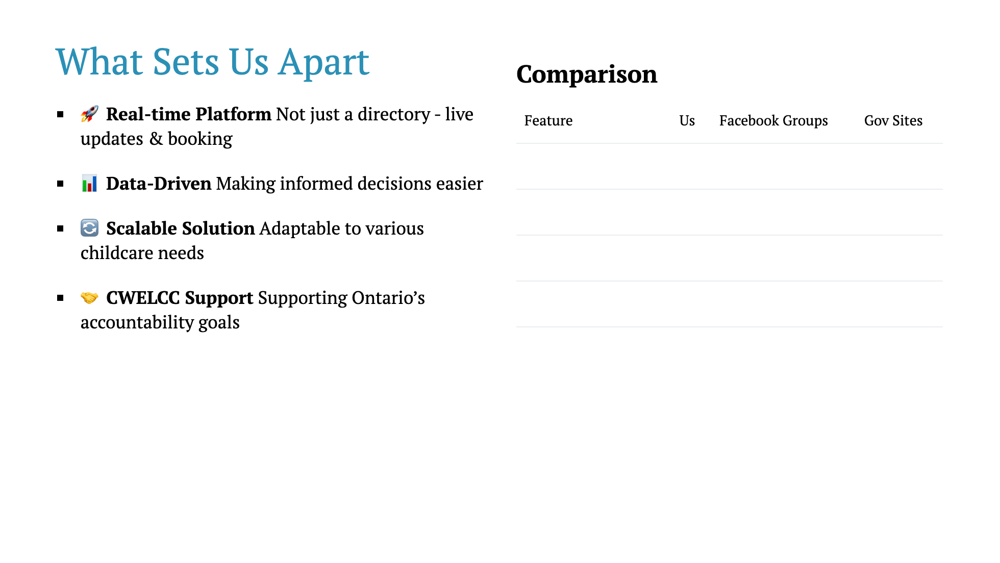 What Sets Us Apart
🚀 Real-time Platform Not just a directory - live
updates & booking
📊 Data-Driven Making informed decisions easier
🔄 Scalable Solution Adaptable to various
childcare needs
🤝 CWELCC Support Supporting Ontario’s
accountability goals
Comparison
Feature Us Facebook Groups Gov Sites